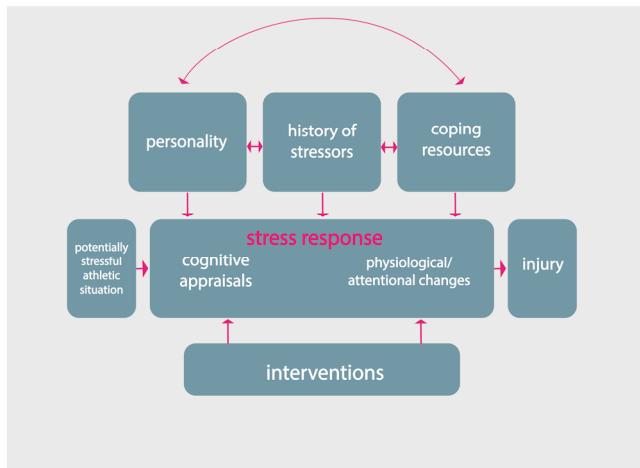 personality
history of
stressors
coping
resources
stress response
potentially
stressful
athletic
situation
cognitive
appraisals
physiological/
attentional changes
injury
interventions